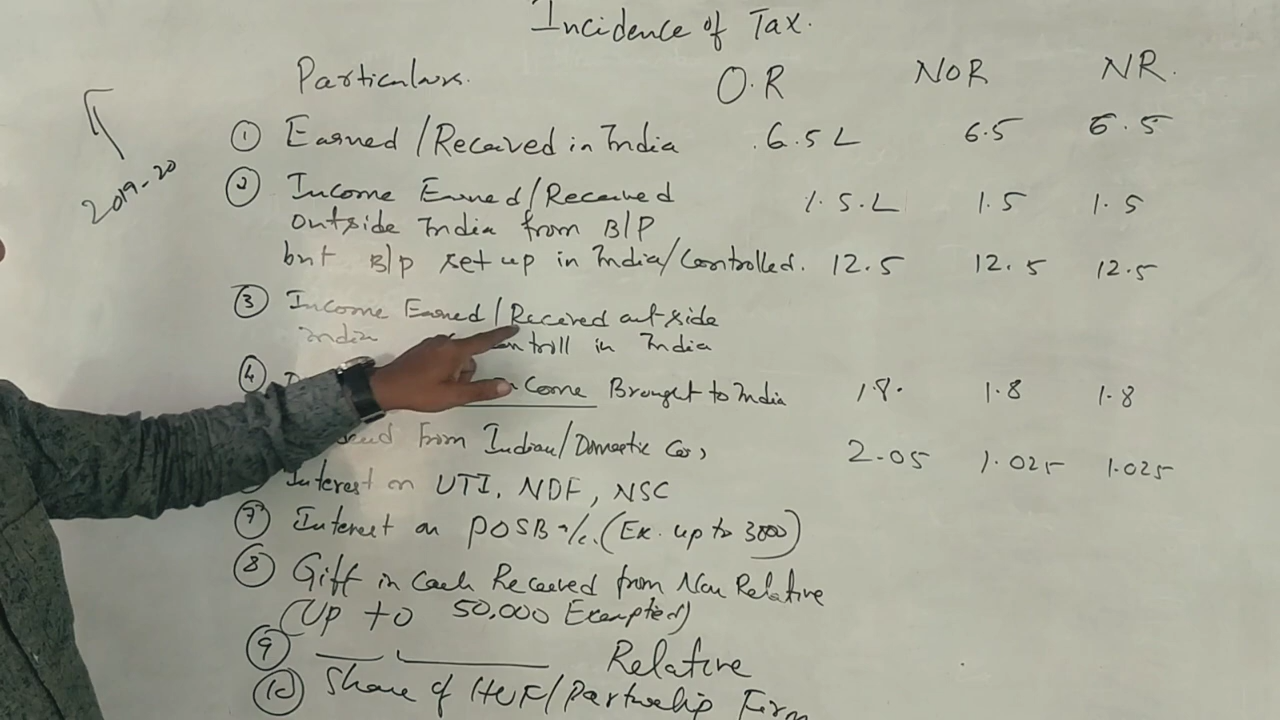 Incidence of Tax.
Particulars. O.R NOR NR.
2019-20
① Earned/Received in India 6.5 L 6.5 6.5
② Income Earned/Received 1.5.L 1.5 1.5
outside India from B/P
but B/p set up in India/Controlled. 12.5 12.5 12.5
③ Income Earned/Received outside
India controll in India
④ Income Brought to India 1.8. 1.8 1.8
From Indian/Domestic Co, 2.05 1.025 1.025
Interest on UTI, NDF, NSC
⑦ Interest on POSB a/c. (Ex. up to 3500)
⑧ Gift in Cash Received from Non Relative
(Up to 50,000 Exempted)
⑨ Relative
⑩ Share of HUF/Partnership Firm